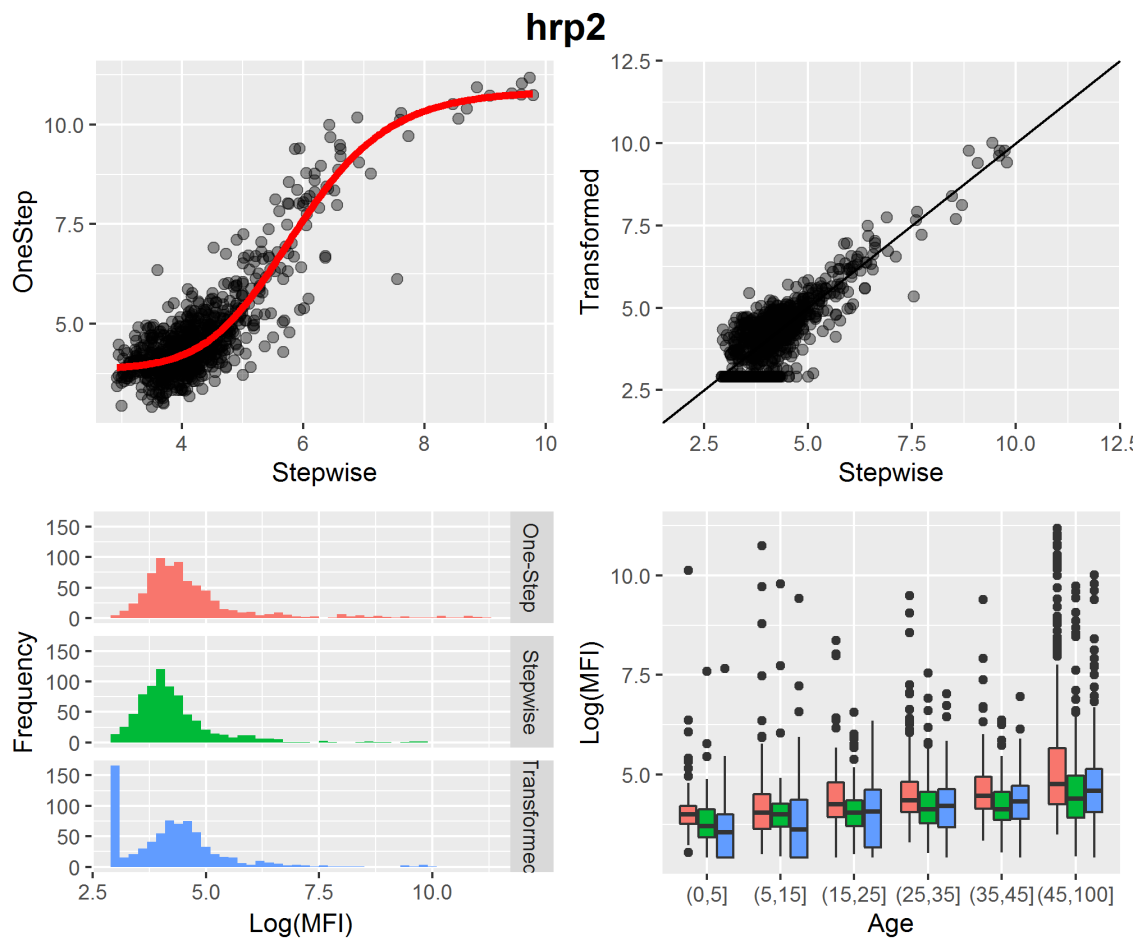 hrp2
OneStep
10.0
7.5
5.0
4 6 8 10
Stepwise
Transformed
12.5
10.0
7.5
5.0
2.5
2.5 5.0 7.5 10.0 12.5
Stepwise
Frequency
150
100
50
0
One-Step
150
100
50
0
Stepwise
150
100
50
0
Transformed
2.5 5.0 7.5 10.0
Log(MFI)
Log(MFI)
10.0
7.5
5.0
(0,5] (5,15] (15,25] (25,35] (35,45] (45,100]
Age